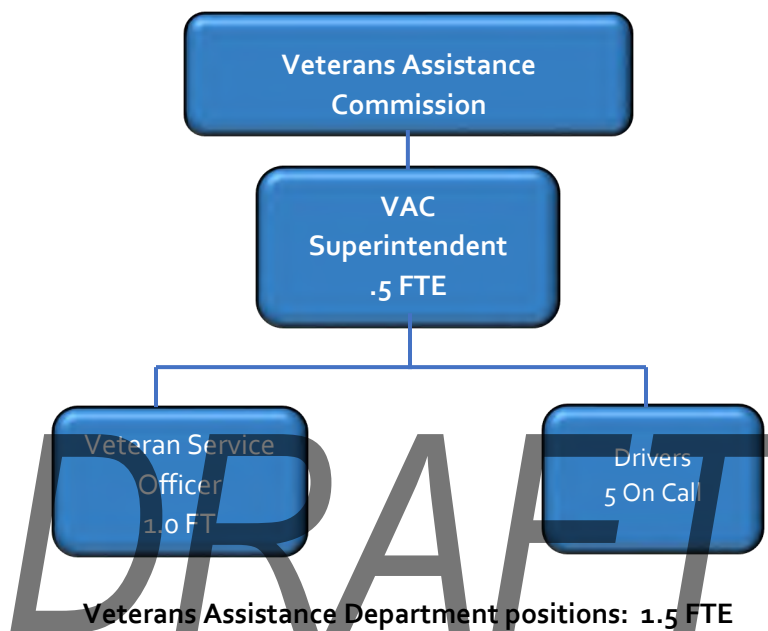 Veterans Assistance
Commission
VAC
Superintendent
.5 FTE
Veteran Service
Officer
1.0 FT
Drivers
5 On Call
DRAFT
Veterans Assistance Department positions: 1.5 FTE